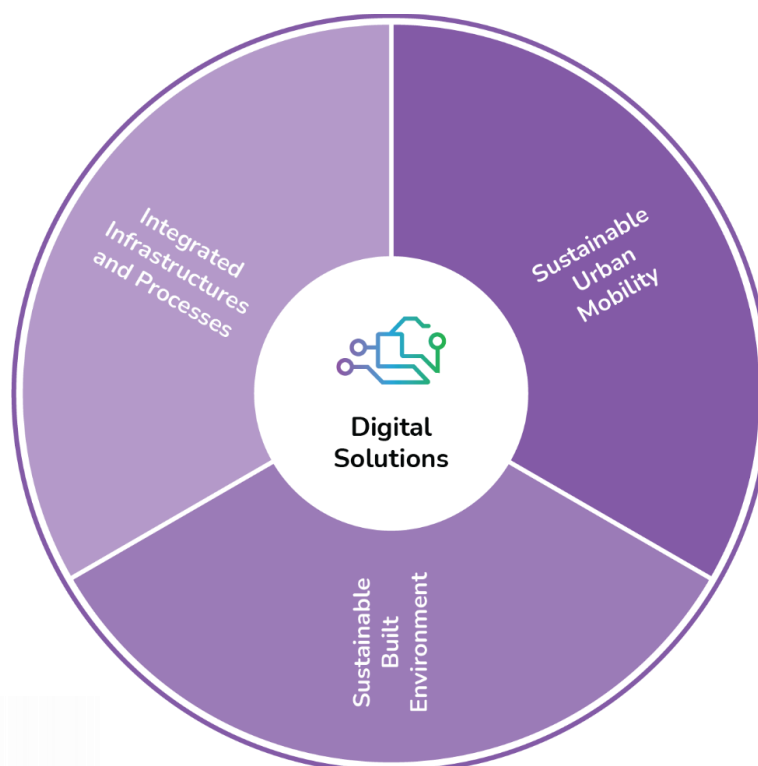 Integrated
Infrastructures
and Processes
Sustainable
Urban
Mobility
Digital
Solutions
Sustainable
Built
Environment